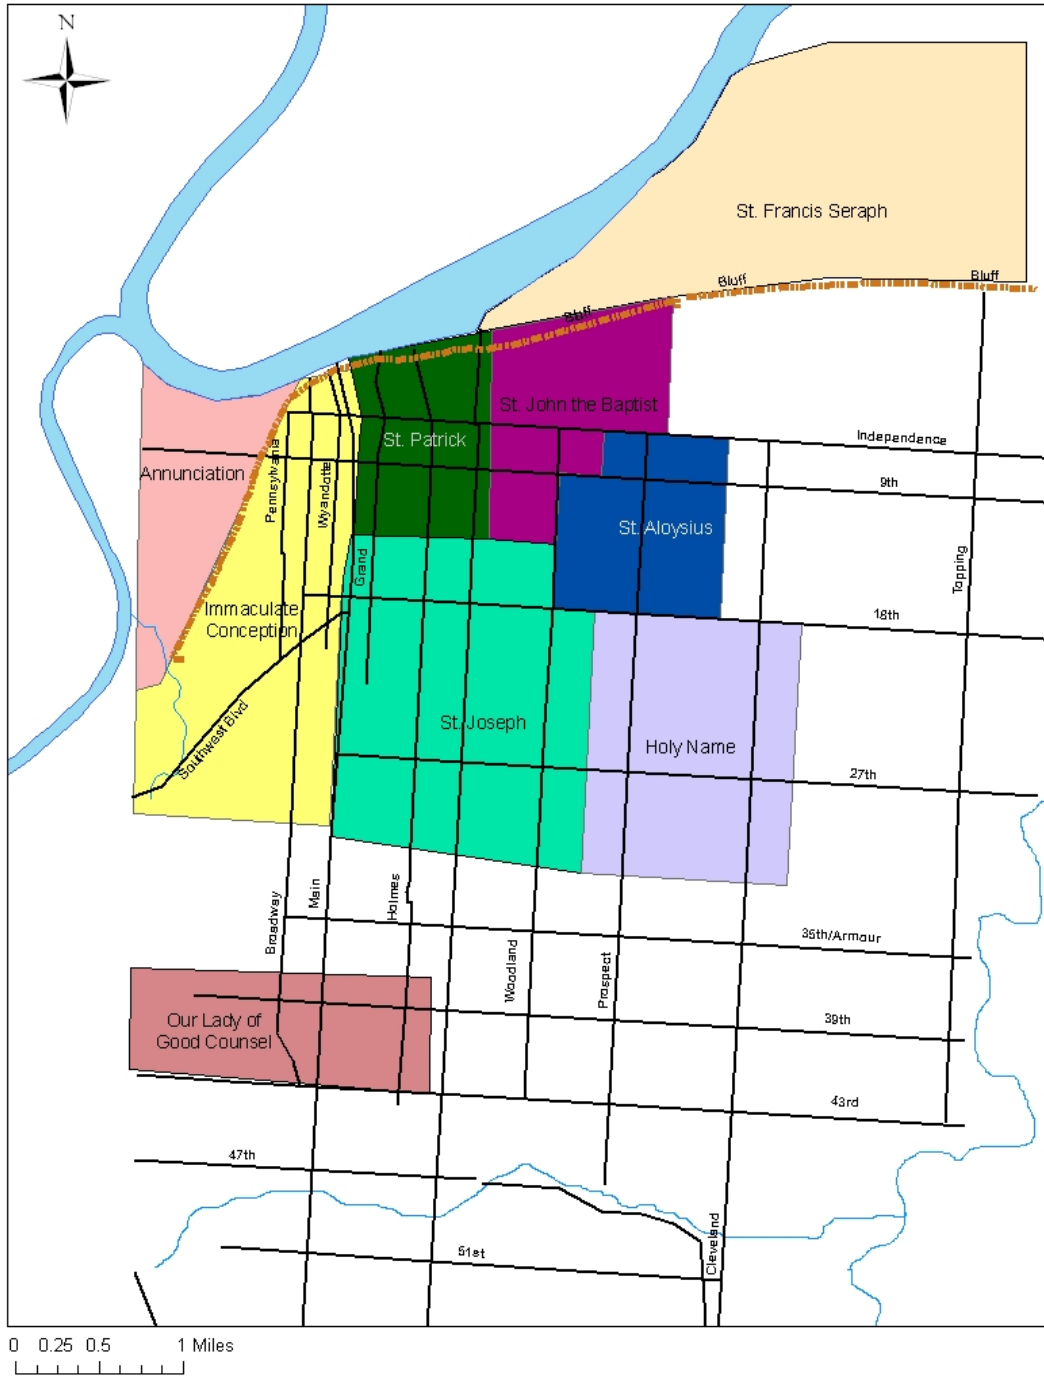 N
St. Francis Seraph
Bluff
Bluff
Bluff
St. John the Baptist
St. Patrick
Independence
Annunciation
Pennsylvania
Wyandotte
9th
St. Aloysius
Grand
Topping
Immaculate
Conception
18th
St. Joseph
Southwest Blvd
Holy Name
27th
Broadway
Main
Holmes
Woodland
Prospect
35th/Armour
Our Lady of
Good Counsel
39th
43rd
47th
51st
Cleveland
0 0.25 0.5 1 Miles